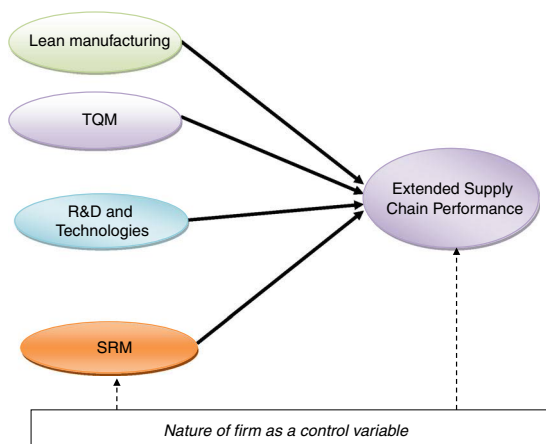 Lean manufacturing
TQM
R&D and
Technologies
SRM
Extended Supply
Chain Performance
Nature of firm as a control variable